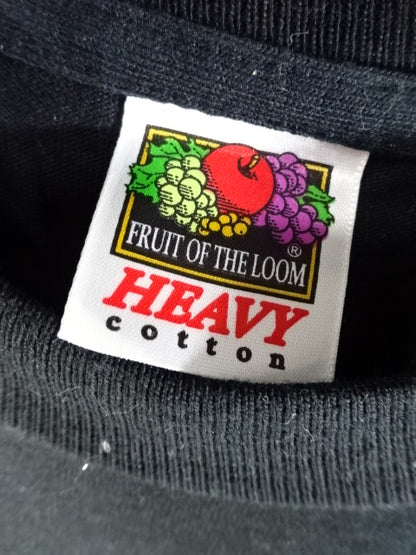 FRUIT OF THE LOOM
®
HEAVY
cotton